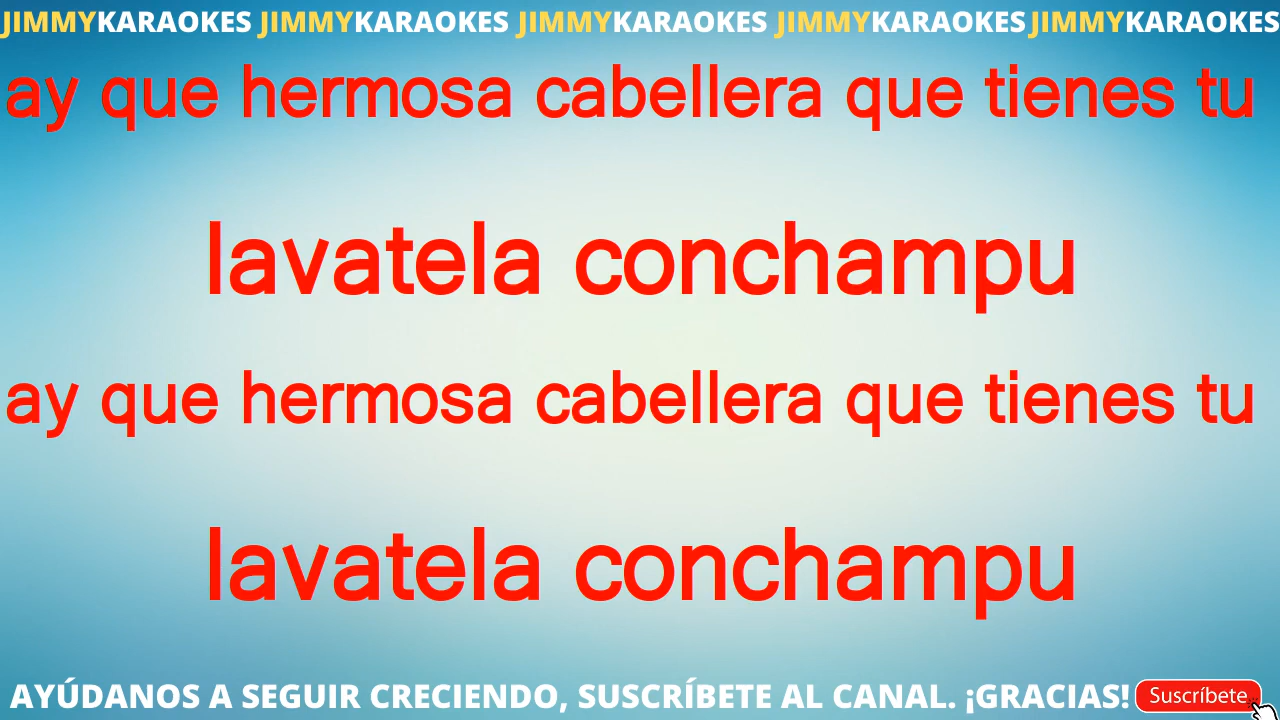 JIMMYKARAOKES JIMMYKARAOKES JIMMYKARAOKES JIMMYKARAOKES JIMMYKARAOKES
ay que hermosa cabellera que tienes tu
lavatela conchampu
ay que hermosa cabellera que tienes tu
lavatela conchampu
AYÚDANOS A SEGUIR CRECIENDO, SUSCRÍBETE AL CANAL. ¡GRACIAS! Suscríbete